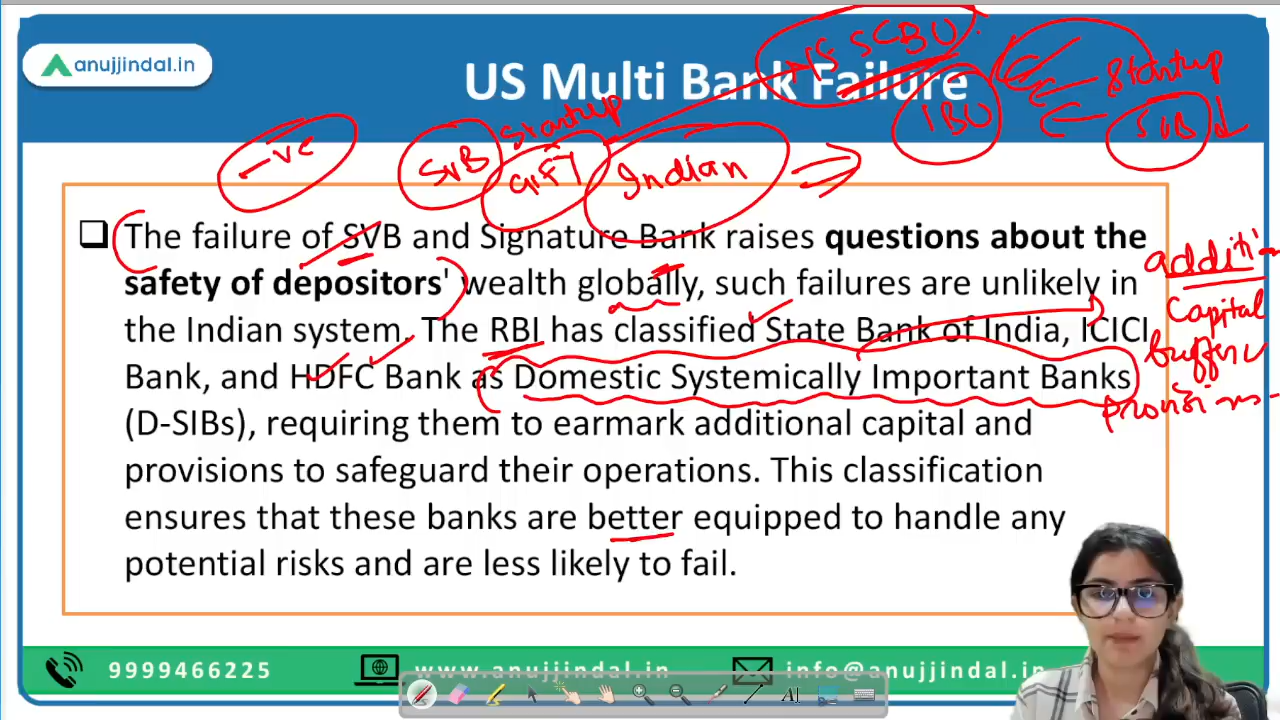 anujjindal.in
US Multi Bank Failure
SCBU
IBU
Startup
SVB
-ve
SVB
Startup
GIFT
Indian
❑ The failure of SVB and Signature Bank raises questions about the
safety of depositors' wealth globally, such failures are unlikely in
the Indian system. The RBI has classified State Bank of India, ICICI
Bank, and HDFC Bank as Domestic Systemically Important Banks
(D-SIBs), requiring them to earmark additional capital and
provisions to safeguard their operations. This classification
ensures that these banks are better equipped to handle any
potential risks and are less likely to fail.
Capital
buffer
9999466225
www.anujjindal.in
info@anujjindal.in